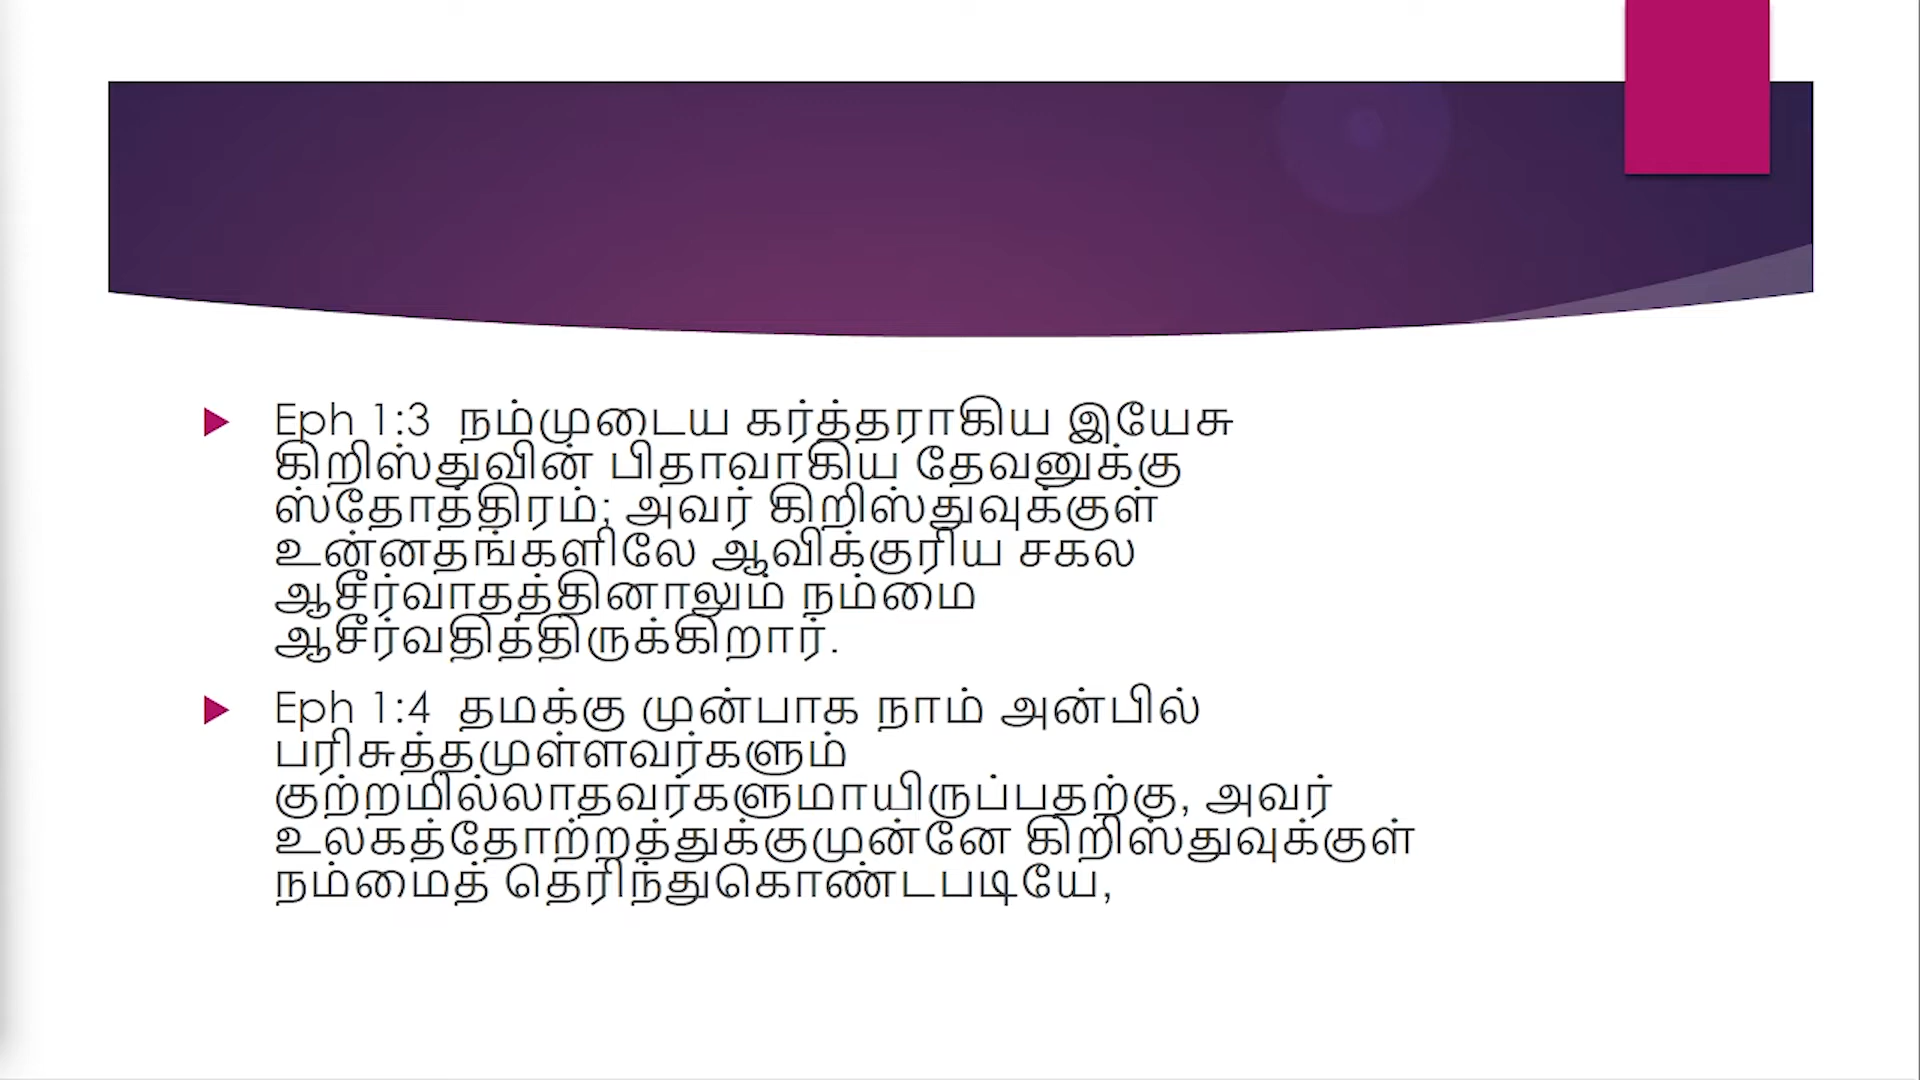 Eph 1:3 நம்முடைய கர்த்தராகிய இயேசு
கிறிஸ்துவின் பிதாவாகிய தேவனுக்கு
ஸ்தோத்திரம்; அவர் கிறிஸ்துவுக்குள்
உன்னதங்களிலே ஆவிக்குரிய சகல
ஆசீர்வாதத்தினாலும் நம்மை
ஆசீர்வதித்திருக்கிறார்.
Eph 1:4 தமக்கு முன்பாக நாம் அன்பில்
பரிசுத்தமுள்ளவர்களும்
குற்றமில்லாதவர்களுமாயிருப்பதற்கு, அவர்
உலகத்தோற்றத்துக்குமுன்னே கிறிஸ்துவுக்குள்
நம்மைத் தெரிந்துகொண்டபடியே,